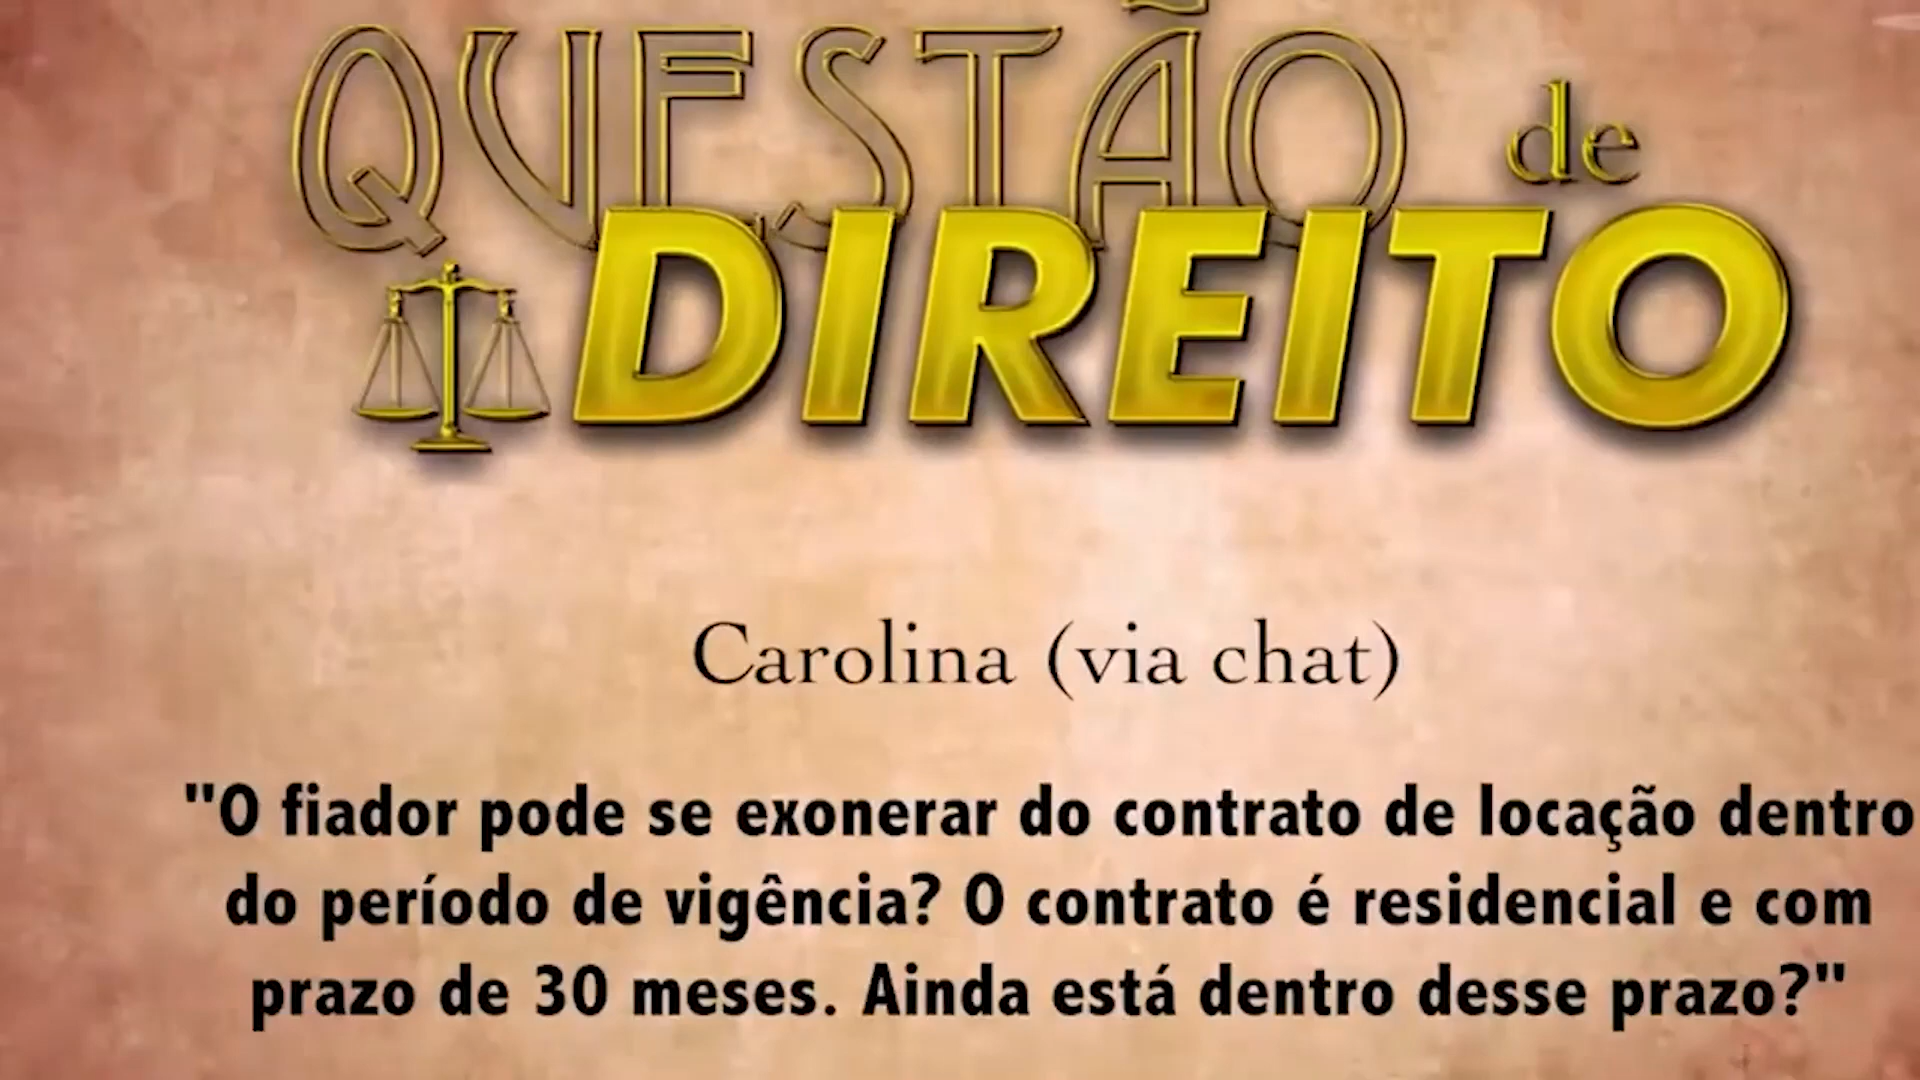 QUESTÃO de
DIREITO
Carolina (via chat)
"O fiador pode se exonerar do contrato de locação dentro
do período de vigência? O contrato é residencial e com
prazo de 30 meses. Ainda está dentro desse prazo?"